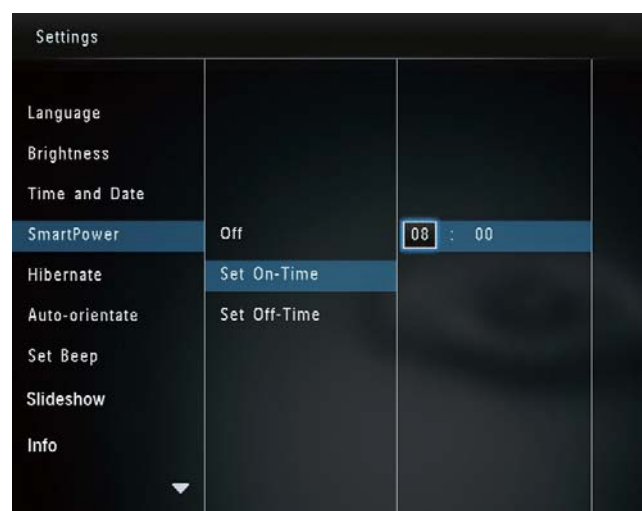 Settings
Language
Brightness
Time and Date
SmartPower
Off
08 : 00
Hibernate
Set On-Time
Auto-orientate
Set Off-Time
Set Beep
Slideshow
Info